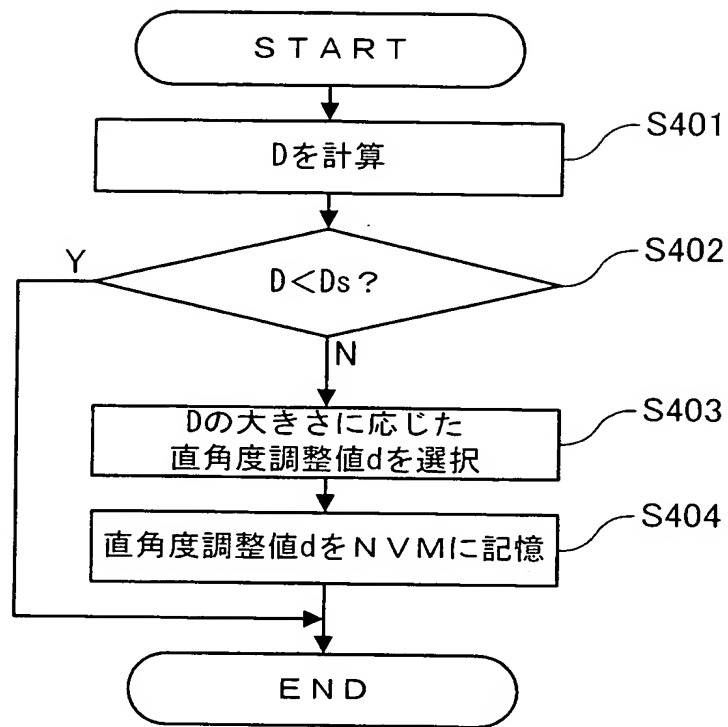 START
Dを計算
S401
D<Ds?
S402
Y
N
Dの大きさに応じた
直角度調整値dを選択
S403
直角度調整値dをNVMに記憶
S404
END